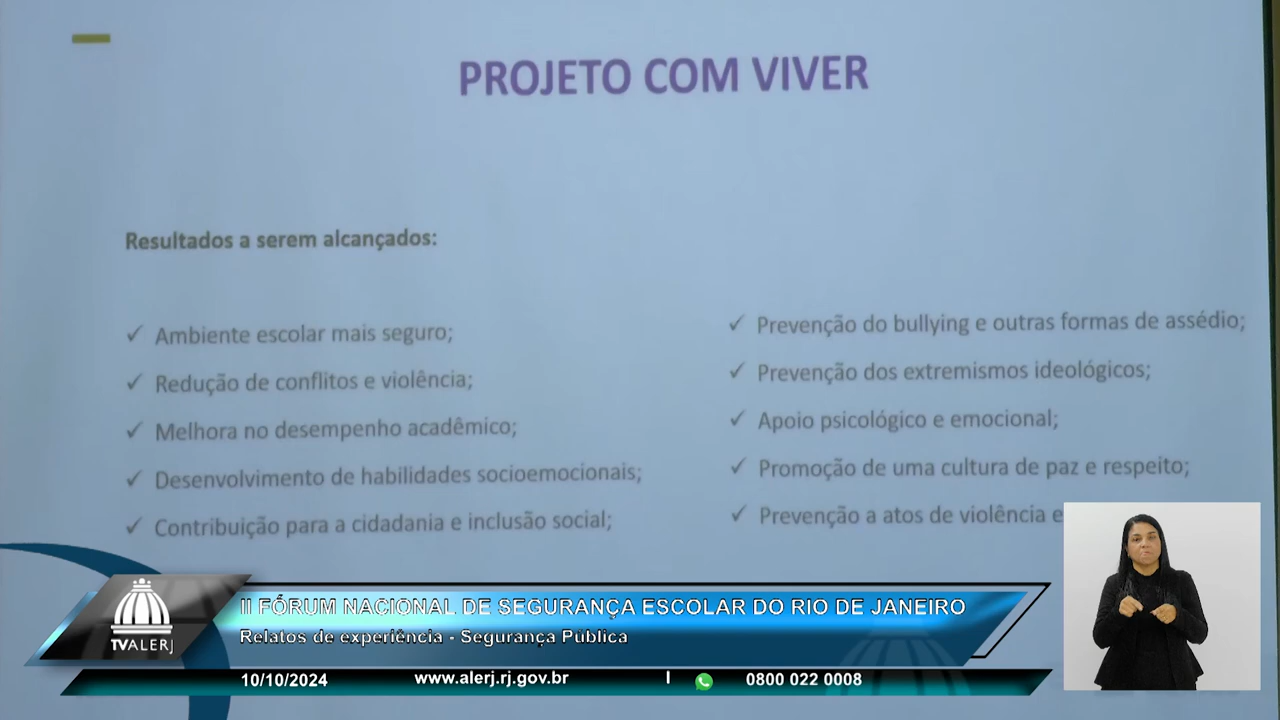 PROJETO COM VIVER
Resultados a serem alcançados:
✓ Ambiente escolar mais seguro;
✓ Redução de conflitos e violência;
✓ Melhora no desempenho acadêmico;
✓ Desenvolvimento de habilidades socioemocionais;
✓ Contribuição para a cidadania e inclusão social;
✓ Prevenção do bullying e outras formas de assédio;
✓ Prevenção dos extremismos ideológicos;
✓ Apoio psicológico e emocional;
✓ Promoção de uma cultura de paz e respeito;
✓ Prevenção a atos de violência e
TVALERJ
II FÓRUM NACIONAL DE SEGURANÇA ESCOLAR DO RIO DE JANEIRO
Relatos de experiência - Segurança Pública
10/10/2024 www.alerj.rj.gov.br | 0800 022 0008